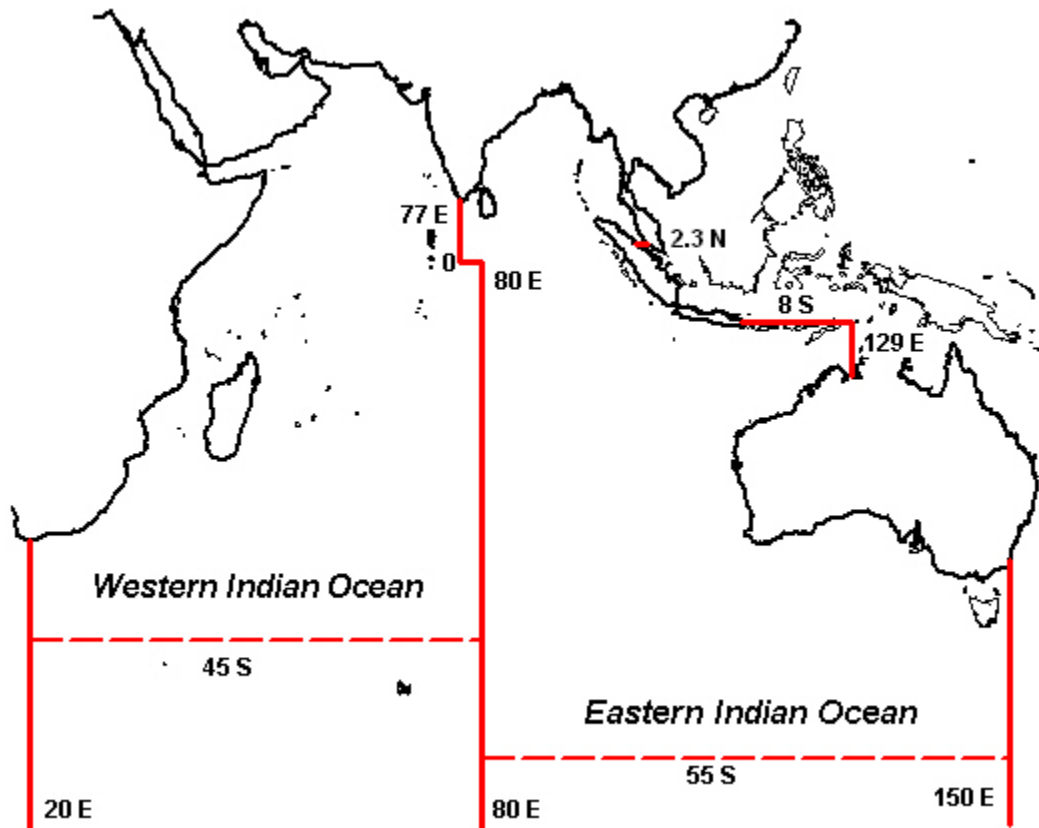 77 E
2.3 N
0
80 E
8 S
129 E
Western Indian Ocean
45 S
Eastern Indian Ocean
55 S
20 E
80 E
150 E